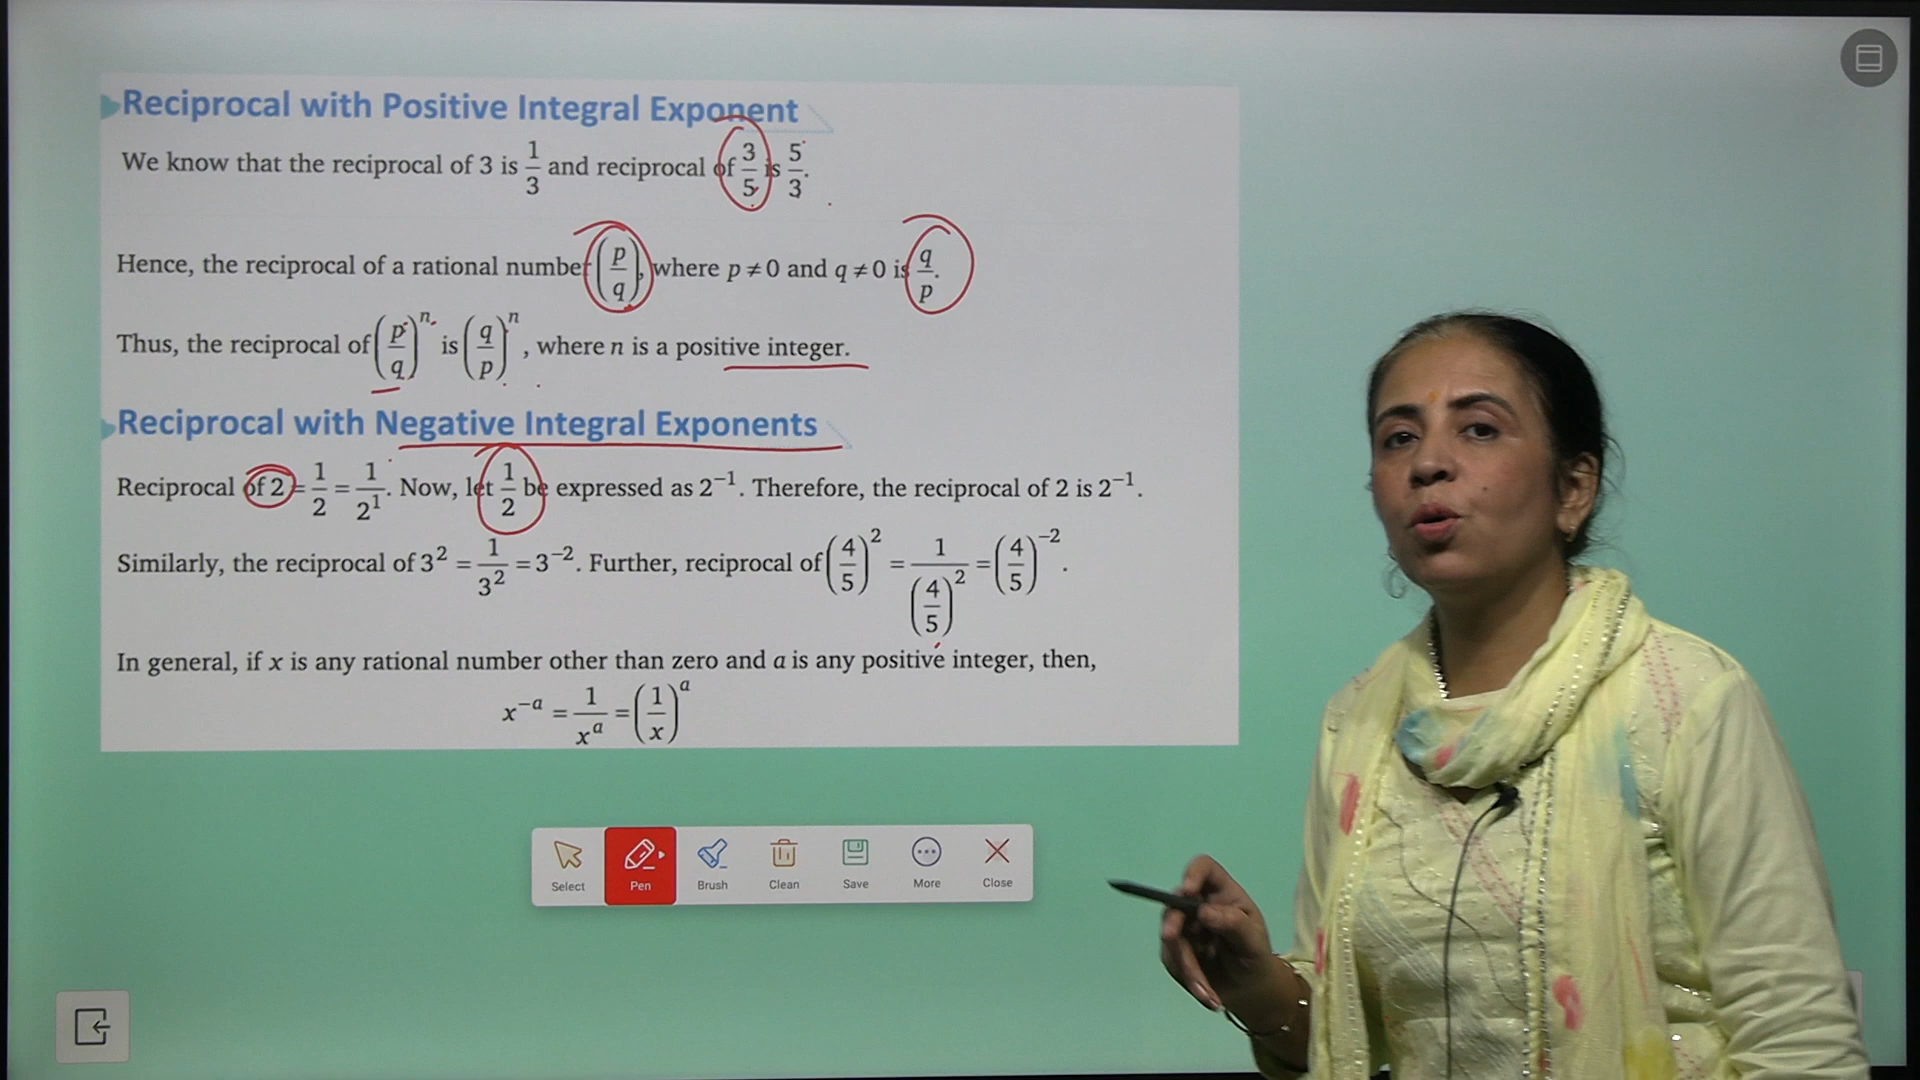 Reciprocal with Positive Integral Exponent
We know that the reciprocal of 3 is 1/3 and reciprocal of 3/5 is 5/3.
Hence, the reciprocal of a rational number (p/q), where p ≠ 0 and q ≠ 0 is q/p.
Thus, the reciprocal of (p/q)ⁿ is (q/p)ⁿ, where n is a positive integer.
Reciprocal with Negative Integral Exponents
Reciprocal of 2 = 1/2 = 1/2¹. Now, let 1/2 be expressed as 2⁻¹. Therefore, the reciprocal of 2 is 2⁻¹.
Similarly, the reciprocal of 3² = 1/3² = 3⁻². Further, reciprocal of (4/5)² = 1/(4/5)² = (4/5)⁻².
In general, if x is any rational number other than zero and a is any positive integer, then,
x⁻ᵃ = 1/xᵃ = (1/x)ᵃ
Select Pen Brush Clean Save More Close